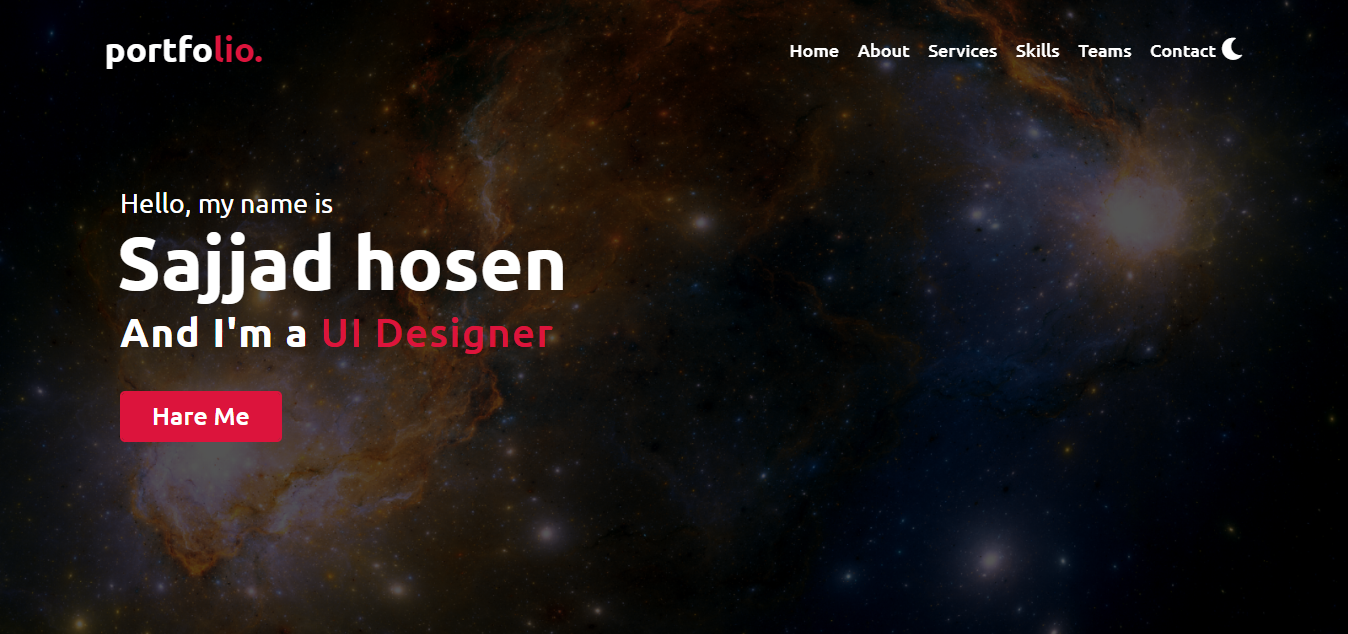 portfolio.
Home About Services Skills Teams Contact
Hello, my name is
Sajjad hosen
And I'm a UI Designer
Hare Me